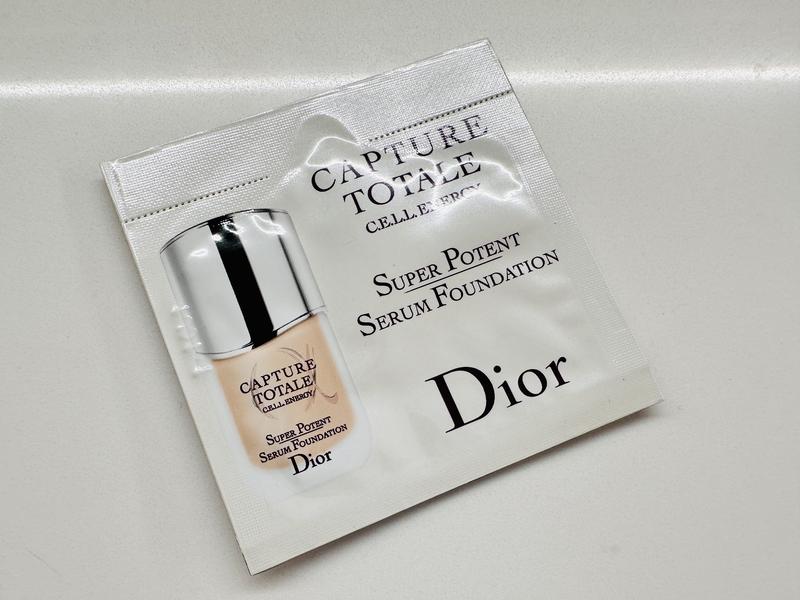 CAPTURE
TOTALE
C.E.L.L. ENERGY
SUPER POTENT
SERUM FOUNDATION
Dior
CAPTURE
TOTALE
C.E.L.L. ENERGY
SUPER POTENT
SERUM FOUNDATION
Dior